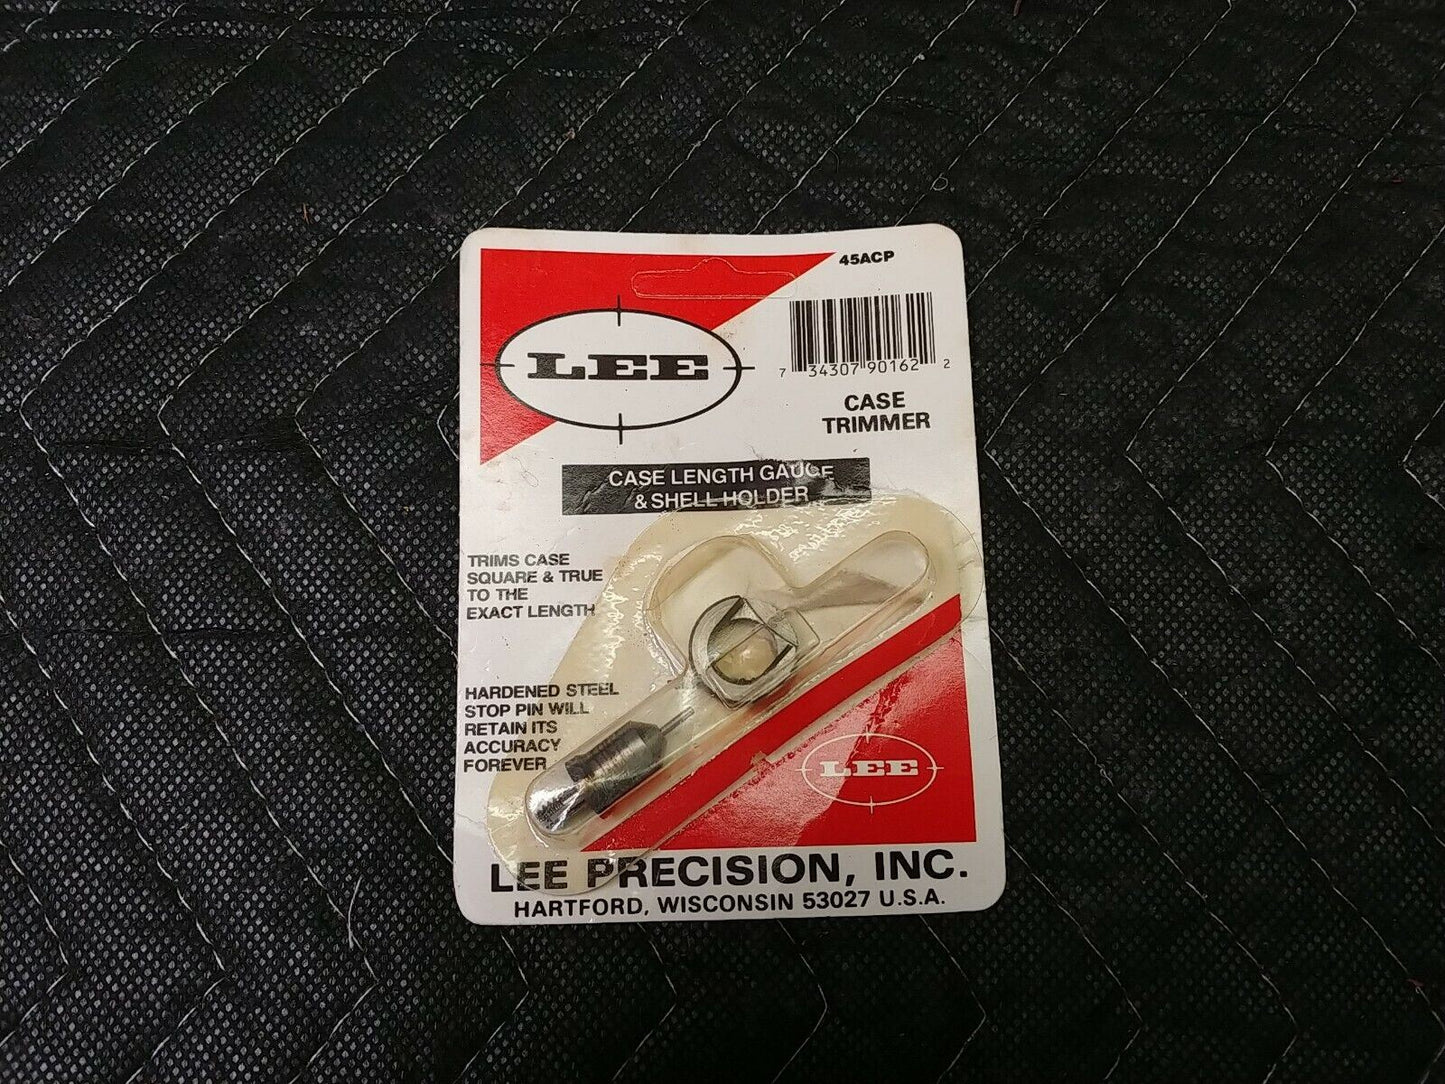 45ACP
LEE
7 34307 90162 2
CASE
TRIMMER
CASE LENGTH GAUGE
& SHELL HOLDER
TRIMS CASE
SQUARE & TRUE
TO THE
EXACT LENGTH
HARDENED STEEL
STOP PIN WILL
RETAIN ITS
ACCURACY
FOREVER
LEE
LEE PRECISION, INC.
HARTFORD, WISCONSIN 53027 U.S.A.